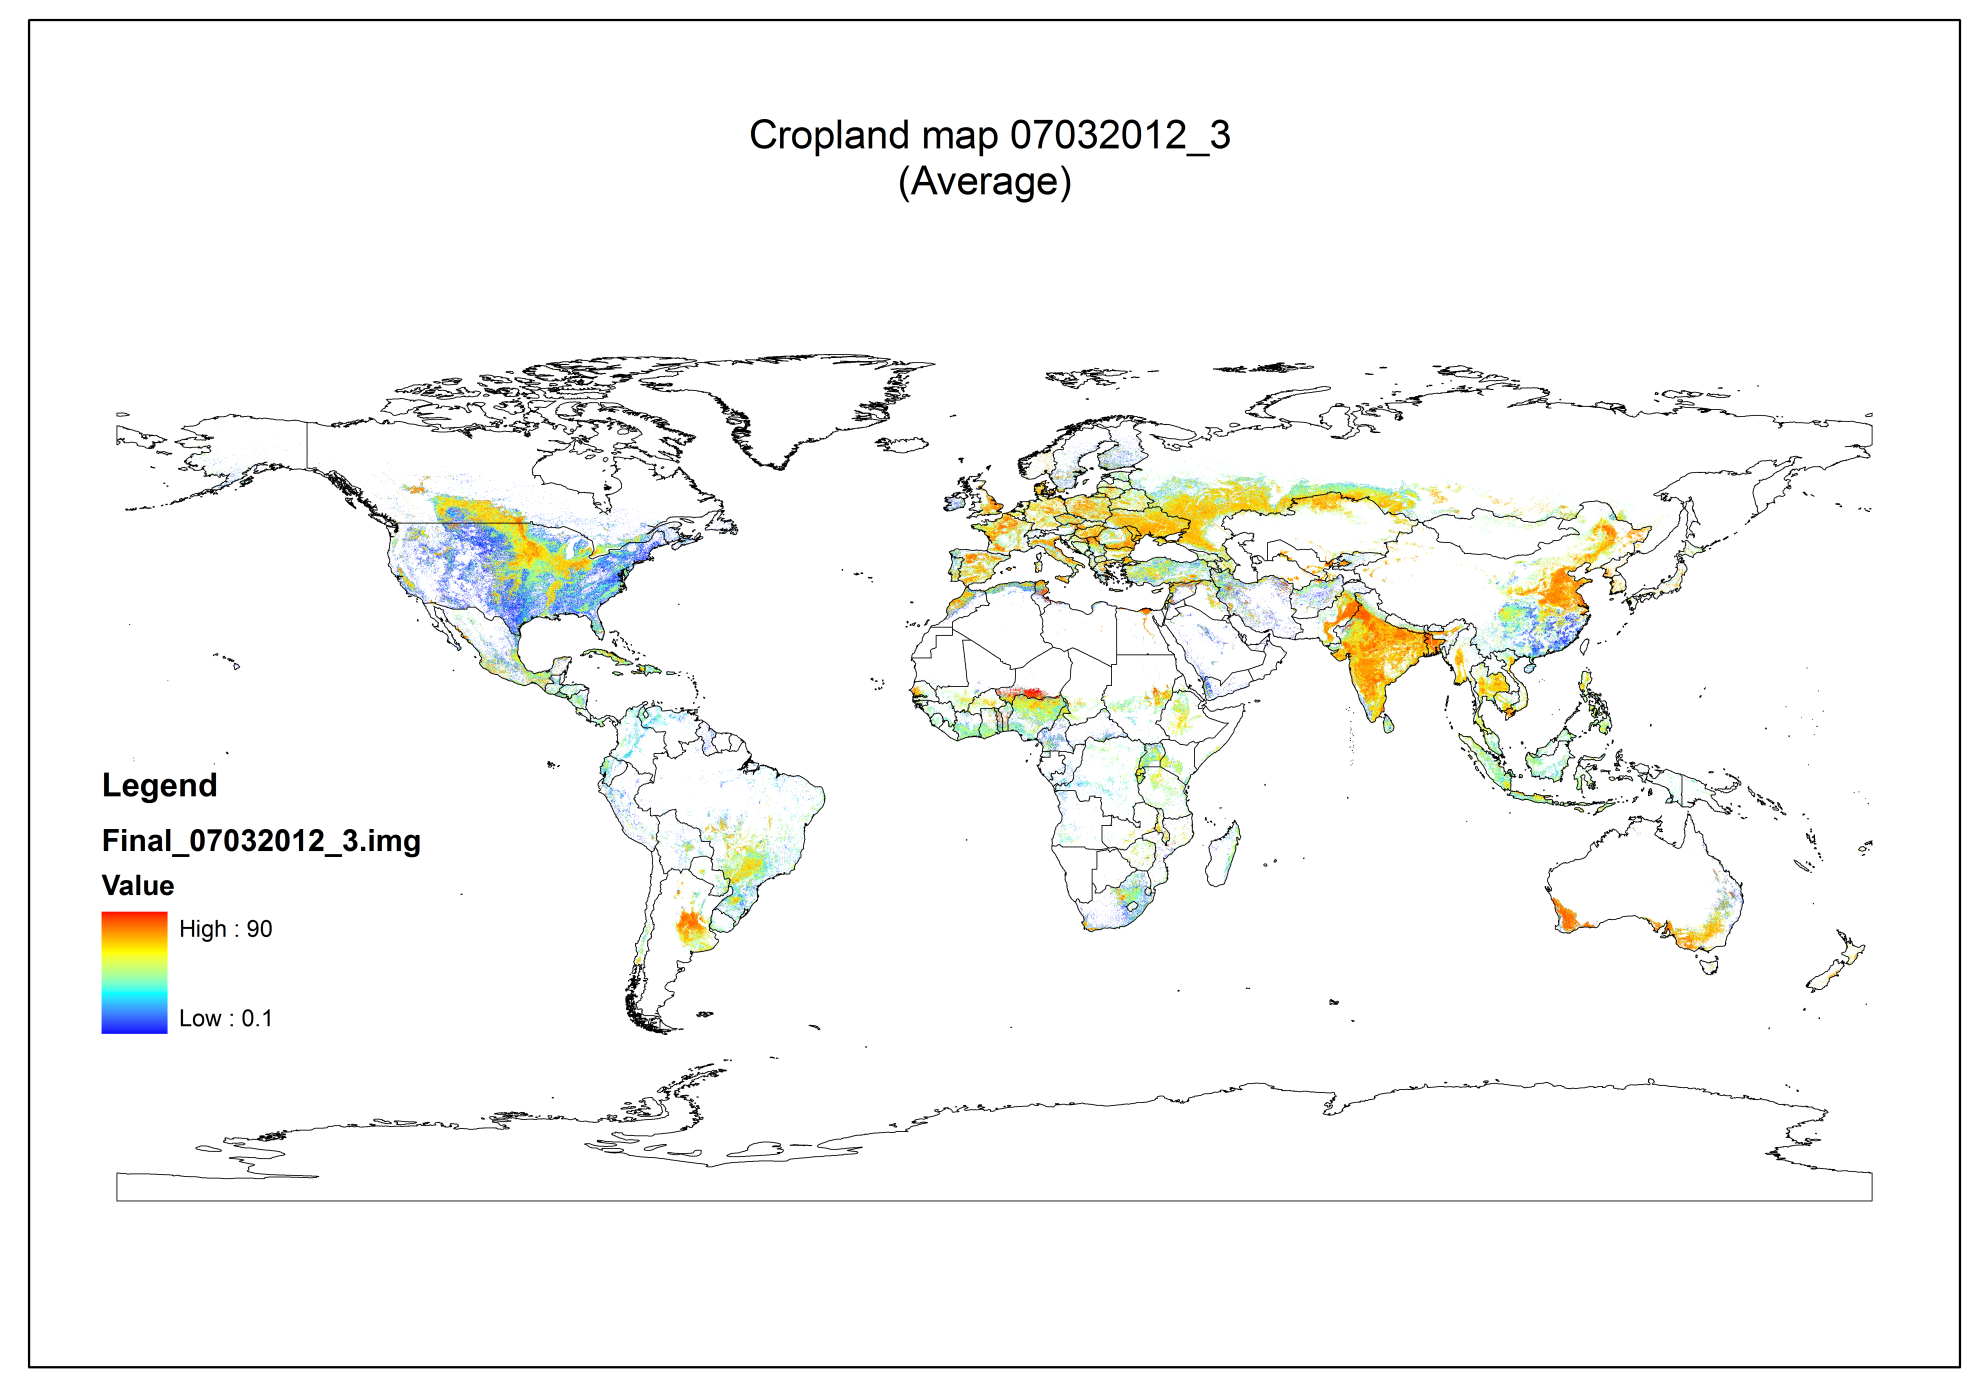 Cropland map 07032012_3
(Average)
Legend
Final_07032012_3.img
Value
High : 90
Low : 0.1